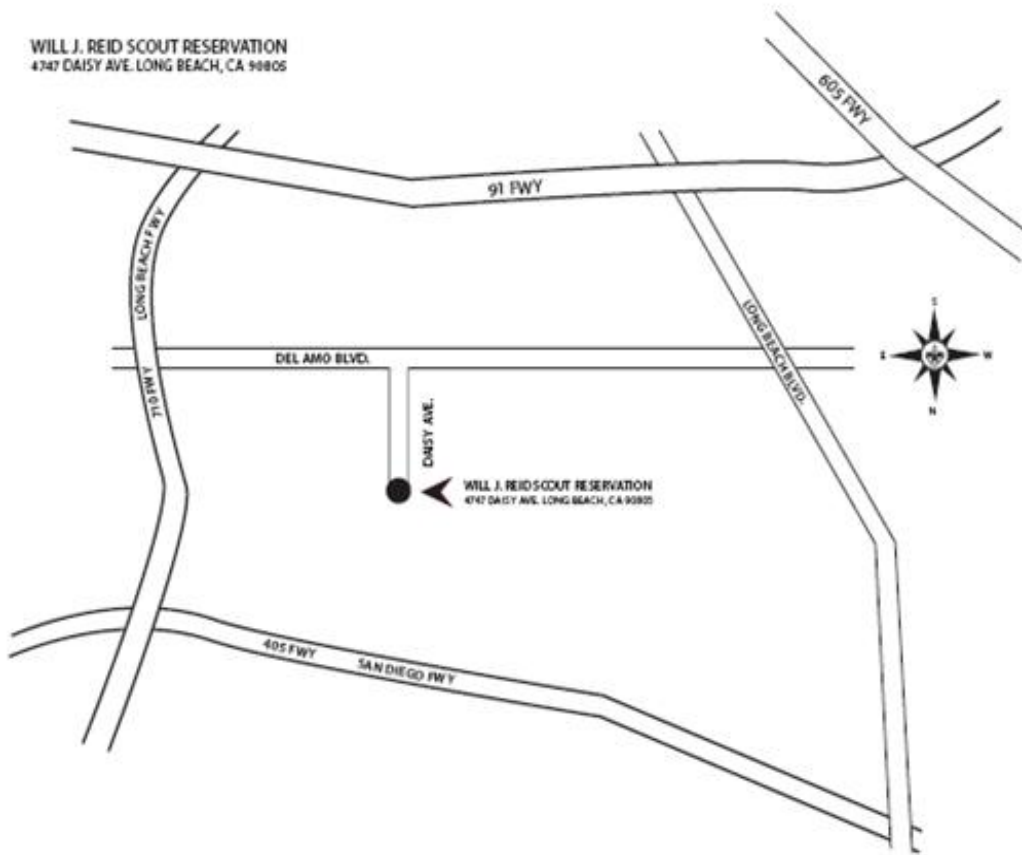 WILL J. REID SCOUT RESERVATION
4747 DAISY AVE. LONG BEACH, CA 90805
605 FWY
91 FWY
LONG BEACH FWY
710 FWY
DEL AMO BLVD.
LONG BEACH BLVD.
S
E
W
N
DAISY AVE.
WILL J. REID SCOUT RESERVATION
4747 DAISY AVE. LONG BEACH, CA 90805
405 FWY
SAN DIEGO FWY